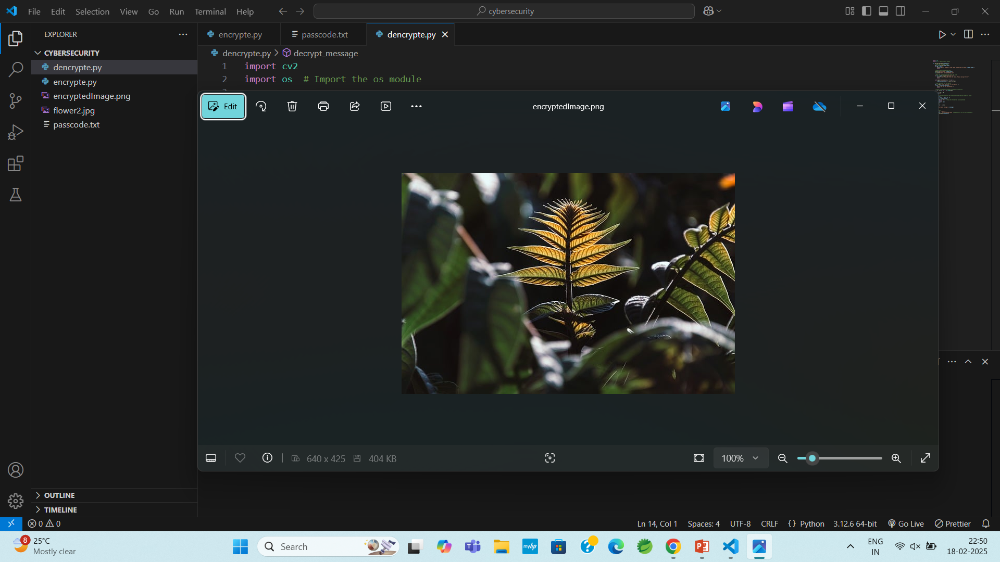 File Edit Selection View Go Run Terminal Help
cybersecurity
EXPLORER
encrypte.py
passcode.txt
dencrypte.py
CYBERSECURITY
dencrypte.py
encrypte.py
encryptedImage.png
flower2.jpg
passcode.txt
dencrypte.py > decrypt_message
1 import cv2
2 import os # Import the os module
Edit
encryptedImage.png
640 x 425
404 KB
100%
OUTLINE
TIMELINE
0 0
Ln 14, Col 1
Spaces: 4
UTF-8
CRLF
{} Python
3.12.6 64-bit
Go Live
Prettier
8
25°C
Mostly clear
Search
myhp
ENG
IN
22:50
18-02-2025